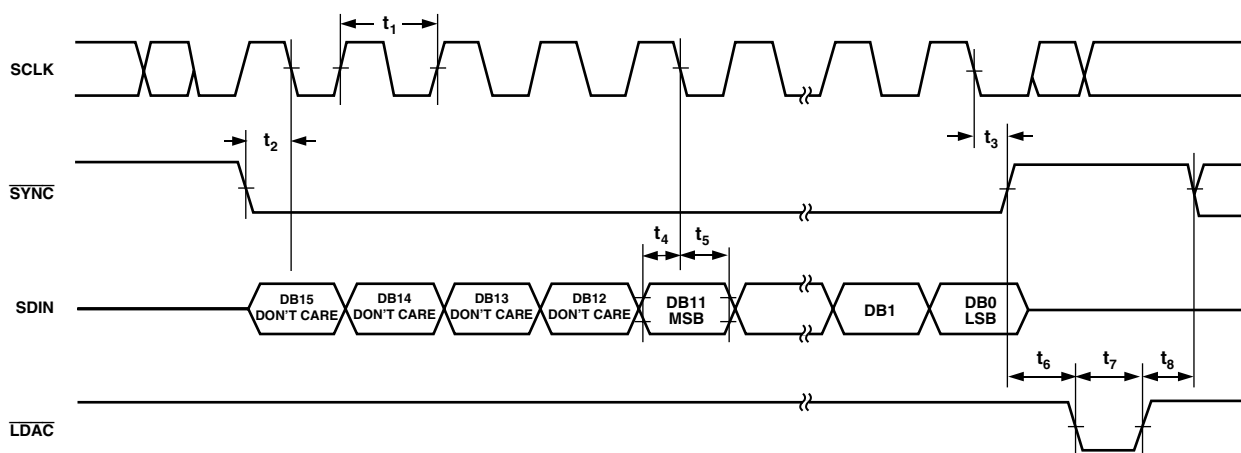 t1
SCLK
t2
t3
SYNC
t4
t5
SDIN
DB15
DON'T CARE
DB14
DON'T CARE
DB13
DON'T CARE
DB12
DON'T CARE
DB11
MSB
DB1
DB0
LSB
t6
t7
t8
LDAC